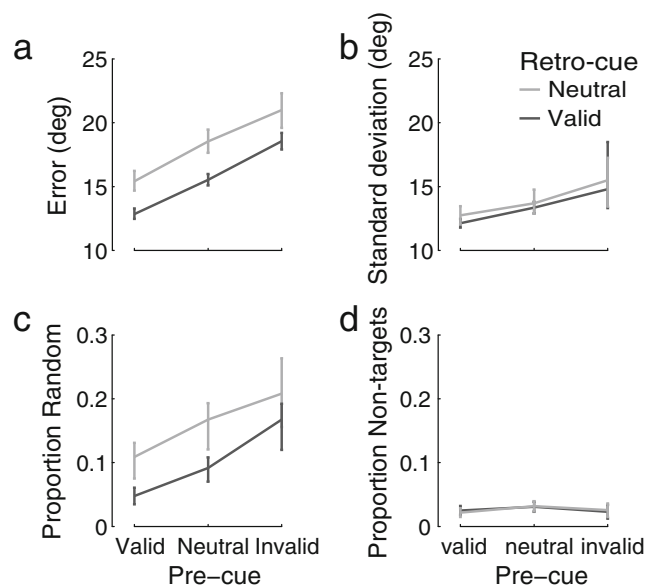 a
Error (deg)
25
20
15
10
b
Standard deviation (deg)
25
20
15
10
Retro-cue
Neutral
Valid
c
Proportion Random
0.3
0.2
0.1
0
Valid Neutral Invalid
Pre-cue
d
Proportion Non-targets
0.3
0.2
0.1
0
valid neutral invalid
Pre-cue